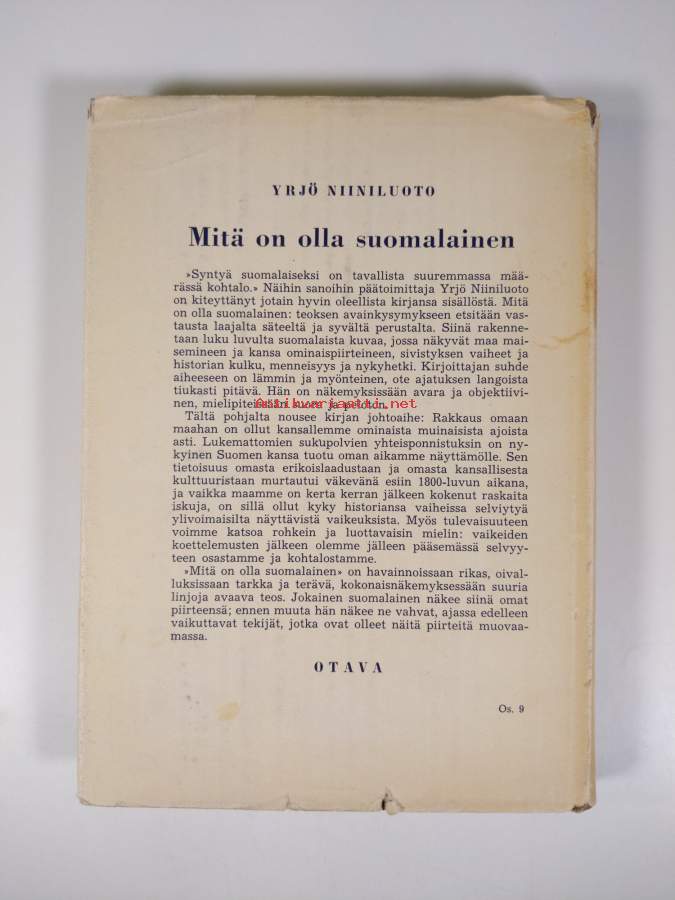 YRJÖ NIINILUOTO
Mitä on olla suomalainen
»Syntyä suomalaiseksi on tavallista suuremmassa mää-
rässä kohtalo.» Näihin sanoihin päätoimittaja Yrjö Niiniluoto
on kiteyttänyt jotain hyvin oleellista kirjansa sisällöstä. Mitä
on olla suomalainen: teoksen avainkysymykseen etsitään vas-
tausta laajalta säteeltä ja syvältä perustalta. Siinä rakenne-
taan luku luvulta suomalaista kuvaa, jossa näkyvät maa mai-
semineen ja kansa ominaispiirteineen, sivistyksen vaiheet ja
historian kulku, menneisyys ja nykyhetki. Kirjoittajan suhde
aiheeseen on lämmin ja myönteinen, ote ajatuksen langoista
tiukasti pitävä. Hän on näkemyksissään avara ja objektiivi-
nen, mielipiteissään suora ja peloton.
antikvariaatti.net
Tältä pohjalta nousee kirjan johtoaihe: Rakkaus omaan
maahan on ollut kansallemme ominaista muinaisista ajoista
asti. Lukemattomien sukupolvien yhteisponnistuksin on ny-
kyinen Suomen kansa tuotu oman aikamme näyttämölle. Sen
tietoisuus omasta erikoislaadustaan ja omasta kansallisesta
kulttuuristaan murtautui väkevänä esiin 1800-luvun aikana,
ja vaikka maamme on kerta kerran jälkeen kokenut raskaita
iskuja, on sillä ollut kyky historiansa vaiheissa selviytyä
ylivoimaisilta näyttävistä vaikeuksista. Myös tulevaisuuteen
voimme katsoa rohkein ja luottavaisin mielin: vaikeiden
koettelemusten jälkeen olemme jälleen pääsemässä selvyy-
teen osastamme ja kohtalostamme.
»Mitä on olla suomalainen» on havainnoissaan rikas, oival-
luksissaan tarkka ja terävä, kokonaisnäkemyksessään suuria
linjoja avaava teos. Jokainen suomalainen näkee siinä omat
piirteensä; ennen muuta hän näkee ne vahvat, ajassa edelleen
vaikuttavat tekijät, jotka ovat olleet näitä piirteitä muovaa-
massa.
OTAVA
Os. 9